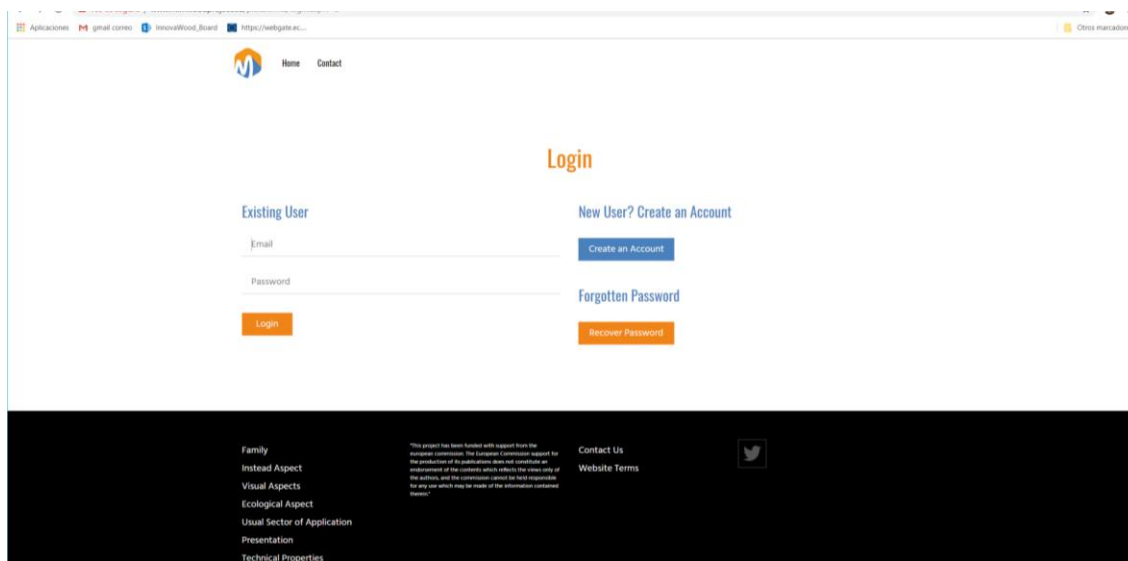 Aplicaciones gmail correo InnovaWood_Board https://webgate.ec...
Otros marcadores
Home Contact
Login
Existing User
Email
Password
Login
New User? Create an Account
Create an Account
Forgotten Password
Recover Password
Family
Instead Aspect
Visual Aspects
Ecological Aspect
Usual Sector of Application
Presentation
Technical Properties
"This project has been funded with support from the
european commission. The European Commission support for
the production of its publications does not constitute an
endorsement of the contents which reflects the views only of
the authors, and the commission cannot be held responsible
for any use which may be made of the information contained
therein."
Contact Us
Website Terms